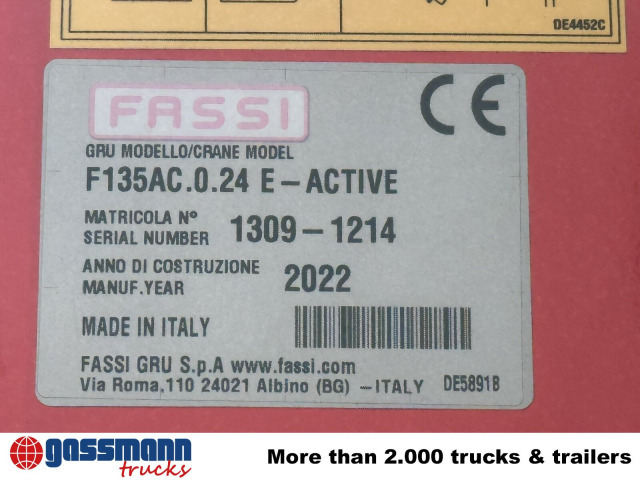 DE4452C
FASSI
CE
GRU MODELLO/CRANE MODEL
F135AC.0.24 E-ACTIVE
MATRICOLA Nº
SERIAL NUMBER 1309-1214
ANNO DI COSTRUZIONE
MANUF.YEAR 2022
MADE IN ITALY
FASSI GRU S.p.A www.fassi.com
Via Roma,110 24021 Albino (BG) -ITALY DE5891B
gassmann
trucks
More than 2.000 trucks & trailers